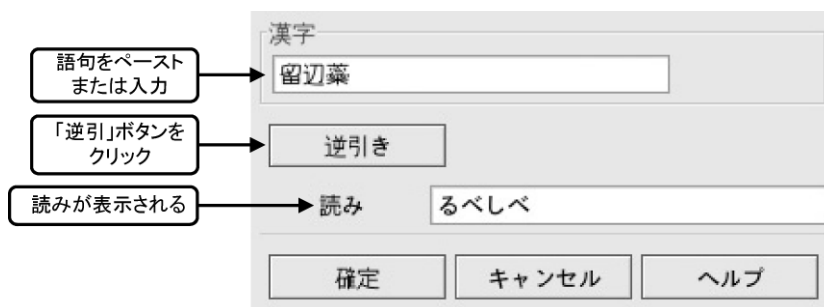 漢字
語句をペースト
または入力
留辺蘂
「逆引」ボタンを
クリック
逆引き
読みが表示される
読み
るべしべ
確定
キャンセル
ヘルプ